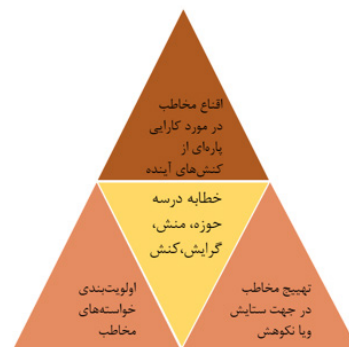 اقناع مخاطب
در مورد کارایی
پاره‌ای از
کنش‌های آینده
خطابه درسه
حوزه، منش،
گرایش،کنش
تهییج مخاطب
در جهت ستایش
ویا نکوهش
اولویت‌بندی
خواسته‌های
مخاطب